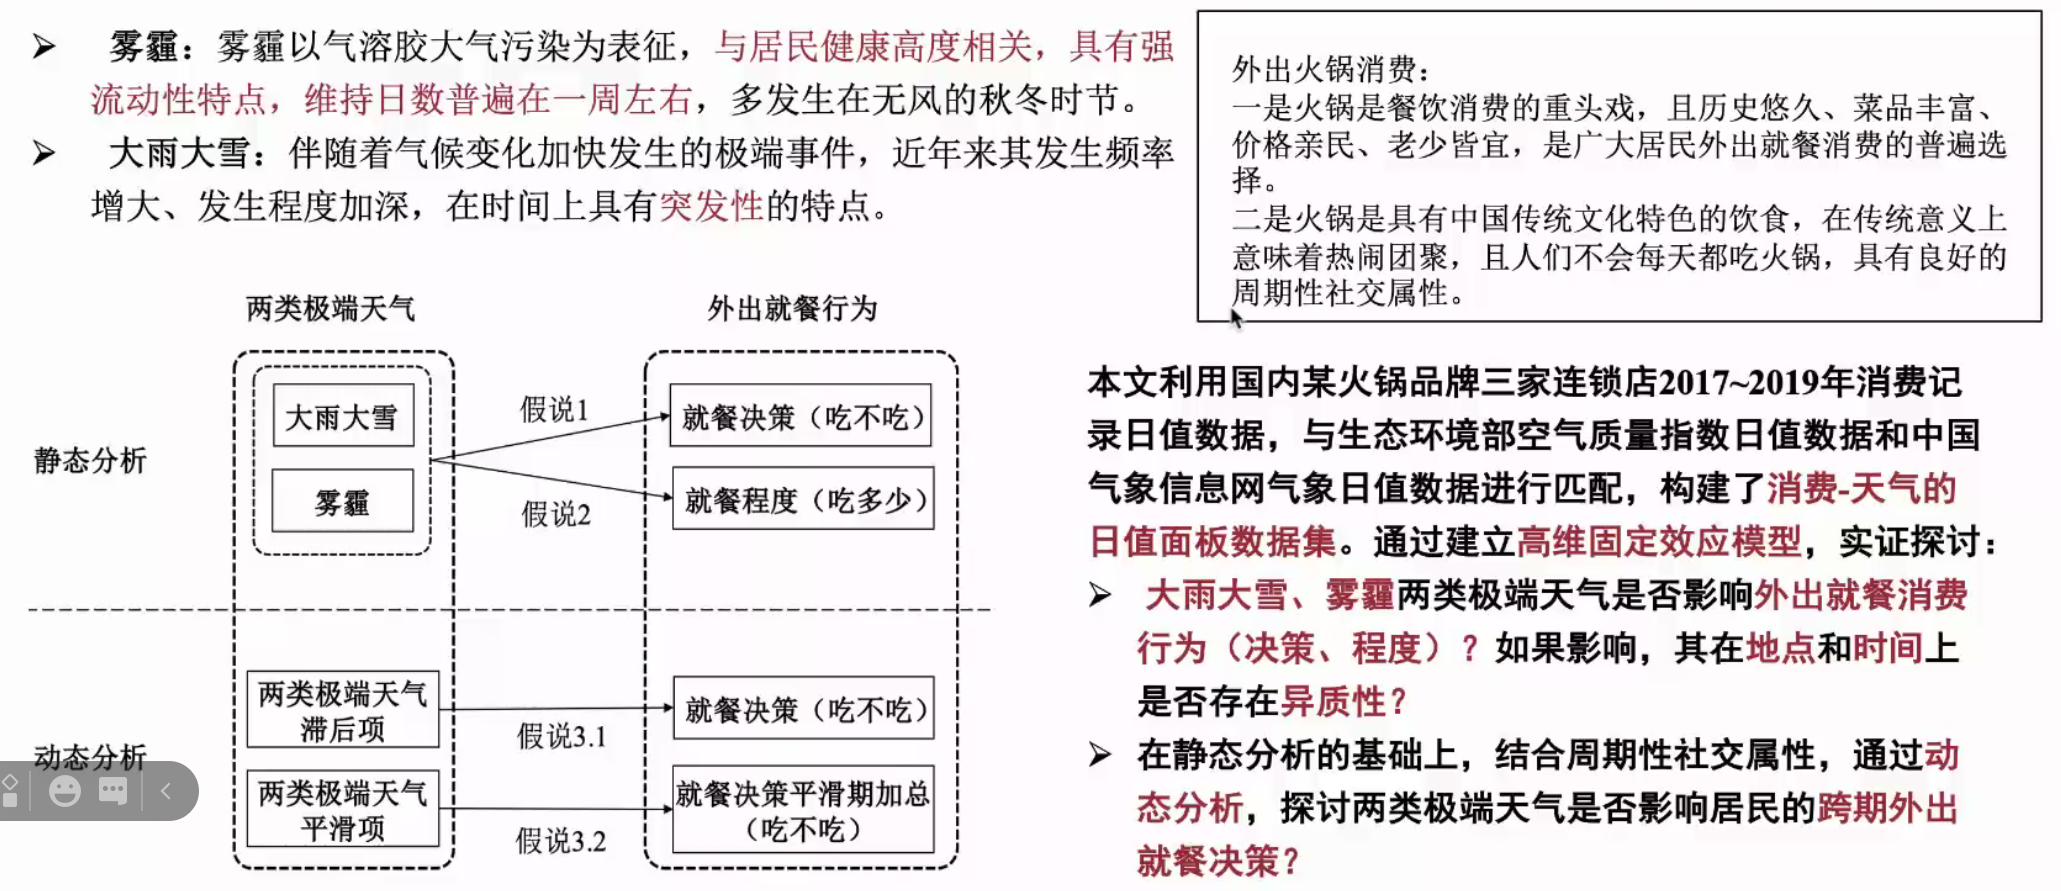 ➢ 雾霾：雾霾以气溶胶大气污染为表征，与居民健康高度相关，具有强
流动性特点，维持日数普遍在一周左右，多发生在无风的秋冬时节。
➢ 大雨大雪：伴随着气候变化加快发生的极端事件，近年来其发生频率
增大、发生程度加深，在时间上具有突发性的特点。
外出火锅消费：
一是火锅是餐饮消费的重头戏，且历史悠久、菜品丰富、
价格亲民、老少皆宜，是广大居民外出就餐消费的普遍选
择。
二是火锅是具有中国传统文化特色的饮食，在传统意义上
意味着热闹团聚，且人们不会每天都吃火锅，具有良好的
周期性社交属性。
两类极端天气
外出就餐行为
静态分析
大雨大雪
雾霾
假说1
假说2
就餐决策（吃不吃）
就餐程度（吃多少）
动态分析
两类极端天气
滞后项
假说3.1
就餐决策（吃不吃）
两类极端天气
平滑项
假说3.2
就餐决策平滑期加总
（吃不吃）
本文利用国内某火锅品牌三家连锁店2017~2019年消费记
录日值数据，与生态环境部空气质量指数日值数据和中国
气象信息网气象日值数据进行匹配，构建了消费-天气的
日值面板数据集。通过建立高维固定效应模型，实证探讨：
➢ 大雨大雪、雾霾两类极端天气是否影响外出就餐消费
行为（决策、程度）？如果影响，其在地点和时间上
是否存在异质性？
➢ 在静态分析的基础上，结合周期性社交属性，通过动
态分析，探讨两类极端天气是否影响居民的跨期外出
就餐决策？